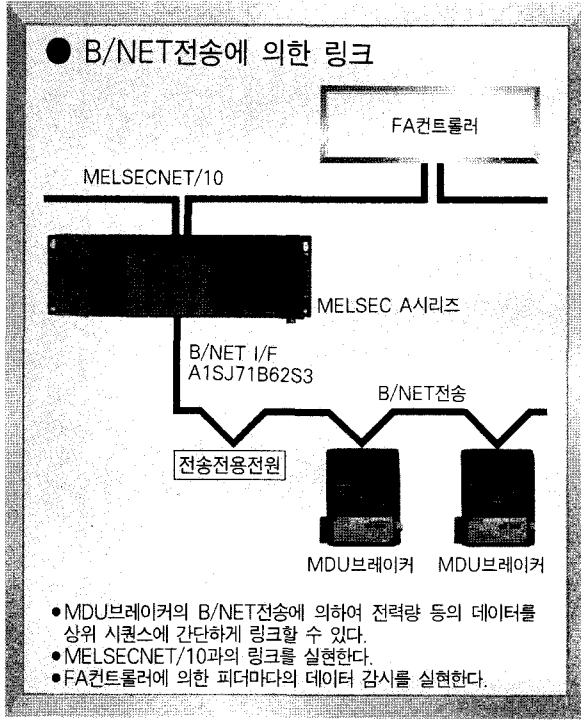 ● B/NET전송에 의한 링크
FA컨트롤러
MELSECNET/10
MELSEC A시리즈
B/NET I/F
A1SJ71B62S3
B/NET전송
전송전용전원
MDU브레이커 MDU브레이커
●MDU브레이커의 B/NET전송에 의하여 전력량 등의 데이터를
상위 시퀀스에 간단하게 링크할 수 있다.
●MELSECNET/10과의 링크를 실현한다.
●FA컨트롤러에 의한 피더마다의 데이터 감시를 실현한다.